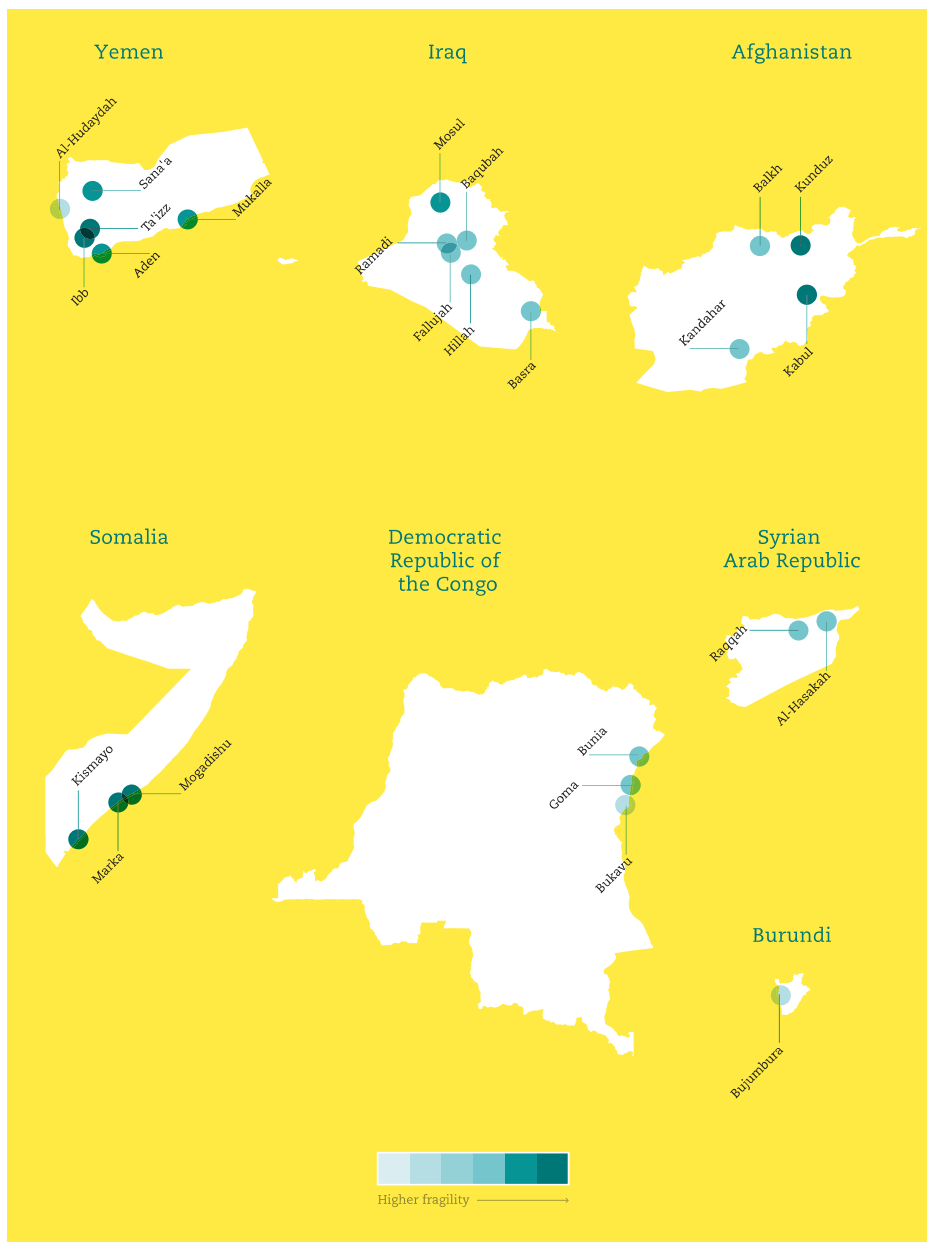 Yemen
Iraq
Afghanistan
Al-Hudaydah
Sana'a
Ta'izz
Mukalla
Aden
Ibb
Mosul
Baqubah
Ramadi
Fallujah
Hillah
Basra
Balkh
Kunduz
Kandahar
Kabul
Somalia
Democratic
Republic of
the Congo
Syrian
Arab Republic
Kismayo
Mogadishu
Marka
Bunia
Goma
Bukavu
Raqqah
Al-Hasakah
Burundi
Bujumbura
Higher fragility